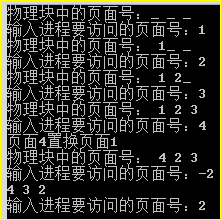 物理块中的页面号：_ _ _
输入进程要访问的页面号：1
物理块中的页面号： 1_ _
输入进程要访问的页面号：2
物理块中的页面号： 1 2_
输入进程要访问的页面号：3
物理块中的页面号： 1 2 3
输入进程要访问的页面号：4
页面4置换页面1
物理块中的页面号： 4 2 3
输入进程要访问的页面号：-2
4 3 2
输入进程要访问的页面号：2